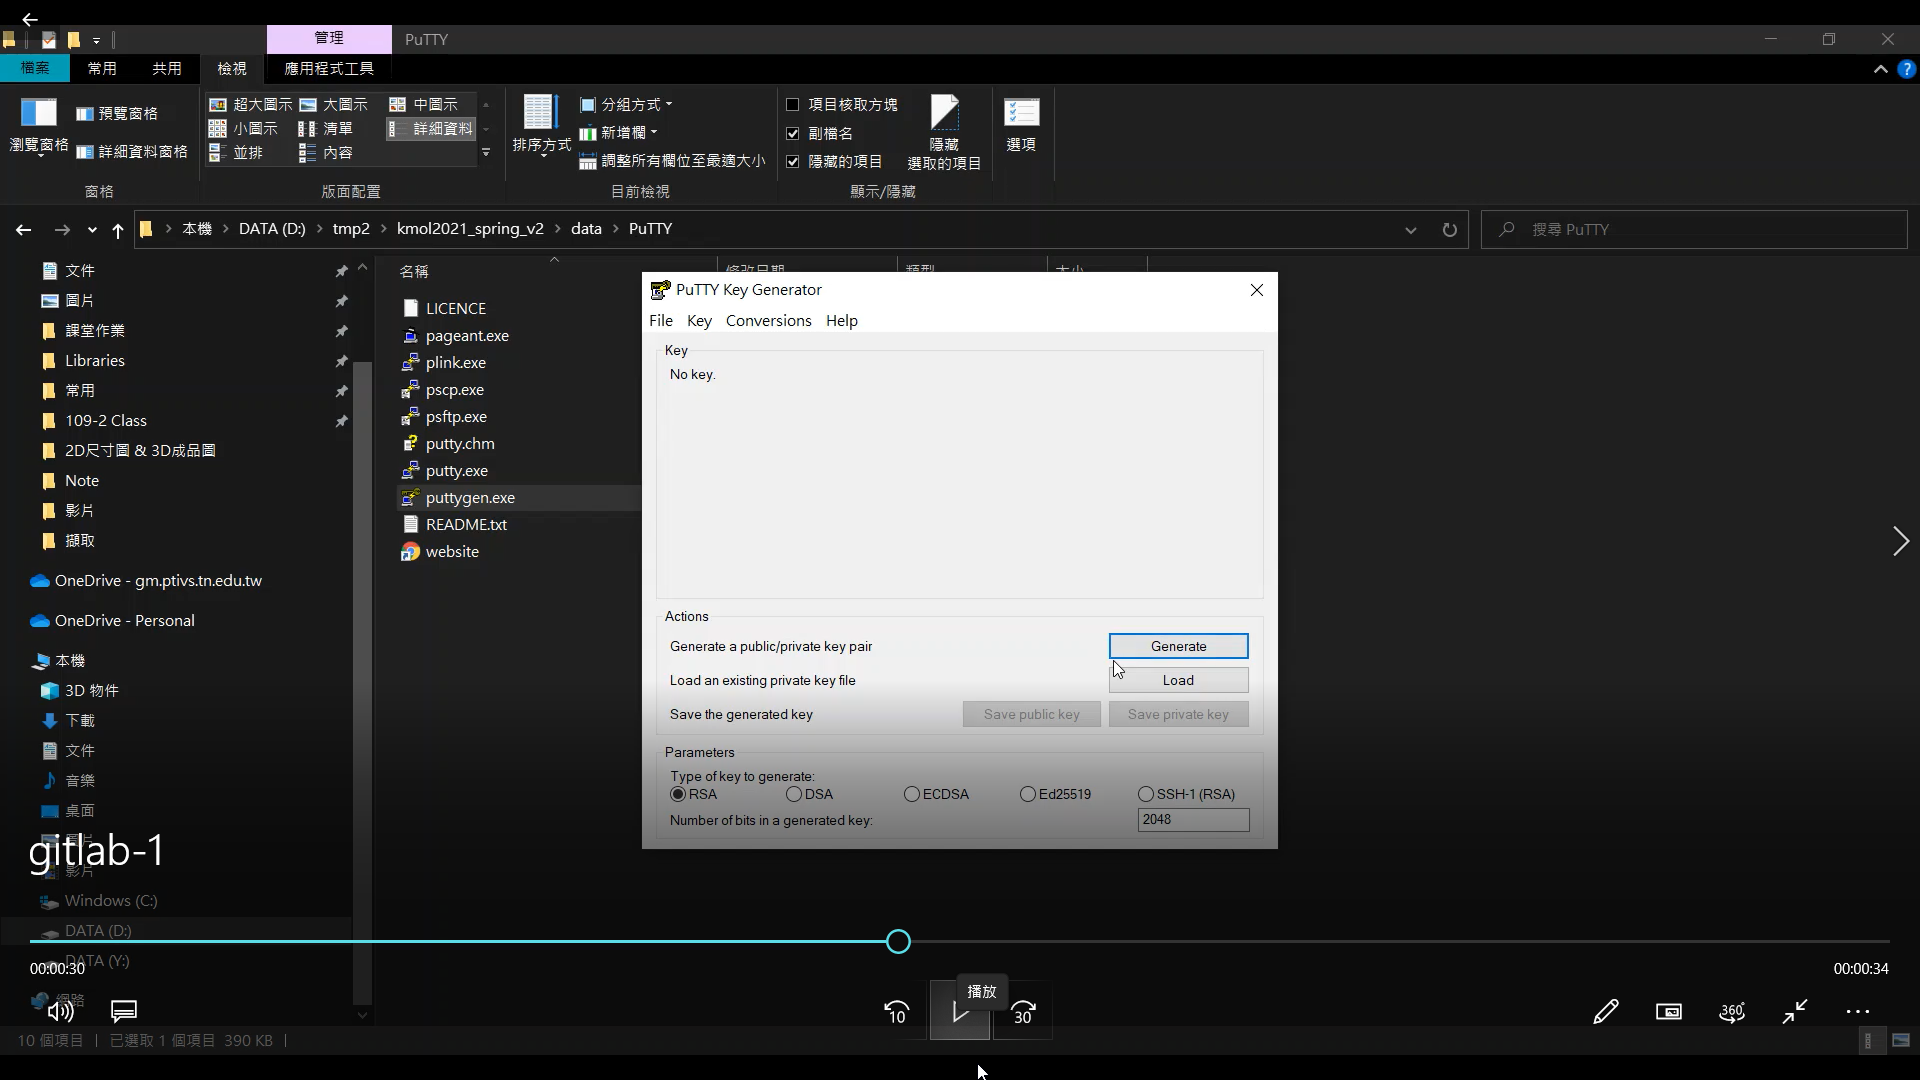 管理
PuTTY
檔案 常用 共用 檢視 應用程式工具
瀏覽窗格
預覽窗格
詳細資料窗格
窗格
超大圖示 大圖示 中圖示
小圖示 清單 詳細資料
並排 內容
版面配置
排序方式
分組方式
新增欄
調整所有欄位至最適大小
目前檢視
項目核取方塊
副檔名
隱藏的項目
隱藏
選取的項目
顯示/隱藏
選項
本機 > DATA (D:) > tmp2 > kmol2021_spring_v2 > data > PuTTY
搜尋 PuTTY
文件
圖片
課堂作業
Libraries
常用
109-2 Class
2D尺寸圖 & 3D成品圖
Note
影片
擷取
OneDrive - gm.ptivs.tn.edu.tw
OneDrive - Personal
本機
3D 物件
下載
文件
音樂
桌面
圖片
gitlab-1
影片
Windows (C:)
DATA (D:)
DATA (Y:)
網路
名稱 修改日期 類型 大小
LICENCE
pageant.exe
plink.exe
pscp.exe
psftp.exe
putty.chm
putty.exe
puttygen.exe
README.txt
website
PuTTY Key Generator
File Key Conversions Help
Key
No key.
Actions
Generate a public/private key pair Generate
Load an existing private key file Load
Save the generated key Save public key Save private key
Parameters
Type of key to generate:
RSA DSA ECDSA Ed25519 SSH-1 (RSA)
Number of bits in a generated key: 2048
00:00:30
00:00:34
播放
10
30
360°
10 個項目 已選取 1 個項目 390 KB